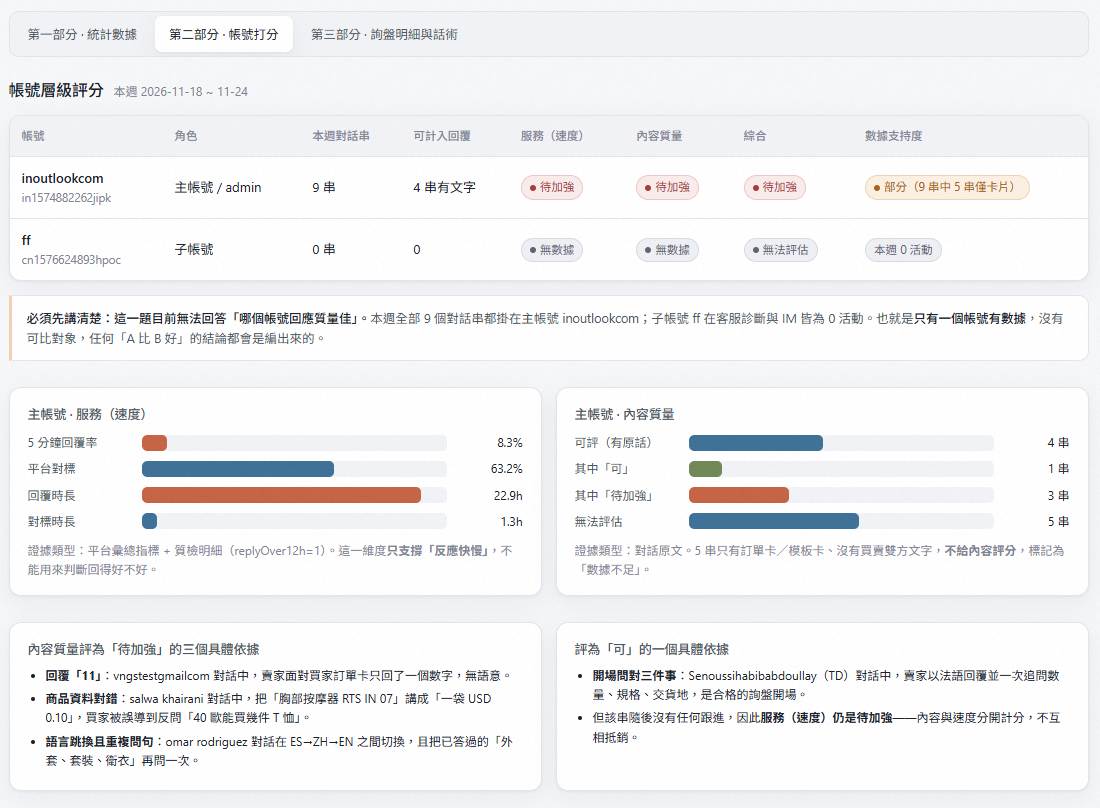 第一部分 · 統計數據 第二部分 · 帳號打分 第三部分 · 詢盤明細與話術
帳號層級評分 本週 2026-11-18 ~ 11-24
帳號 角色 本週對話串 可計入回覆 服務（速度） 內容質量 綜合 數據支持度
inoutlookcom
in1574882262jipk
主帳號 / admin 9 串 4 串有文字 待加強 待加強 待加強 部分（9 串中 5 串僅卡片）
ff
cn1576624893hpoc
子帳號 0 串 0 無數據 無數據 無法評估 本週 0 活動
必須先講清楚：這一題目前無法回答「哪個帳號回應質量佳」。本週全部 9 個對話串都掛在主帳號 inoutlookcom；子帳號 ff 在客服診斷與 IM 皆為 0 活動。也就是只有一個帳號有數據，沒有
可比對象，任何「A 比 B 好」的結論都會是編出來的。
主帳號 · 服務（速度）
5 分鐘回覆率 8.3%
平台對標 63.2%
回覆時長 22.9h
對標時長 1.3h
證據類型：平台彙總指標 + 質檢明細（replyOver12h=1）。這一維度只支撐「反應快慢」，不
能用來判斷回得好不好。
主帳號 · 內容質量
可評（有原話） 4 串
其中「可」 1 串
其中「待加強」 3 串
無法評估 5 串
證據類型：對話原文。5 串只有訂單卡／模板卡、沒有買賣雙方文字，不給內容評分，標記為
「數據不足」。
內容質量評為「待加強」的三個具體依據
• 回覆「11」：vngstestgmailcom 對話中，賣家面對買家訂單卡只回了一個數字，無語意。
• 商品資料對錯：salwa khairani 對話中，把「胸部按摩器 RTS IN 07」講成「一袋 USD
0.10」，買家被誤導到反問「40 歐能買幾件 T 恤」。
• 語言跳換且重複問句：omar rodriguez 對話在 ES→ZH→EN 之間切換，且把已答過的「外
套、套裝、衛衣」再問一次。
評為「可」的一個具體依據
• 開場問對三件事：Senoussihabibabdoullay（TD）對話中，賣家以法語回覆並一次追問數
量、規格、交貨地，是合格的詢盤開場。
• 但該串隨後沒有任何跟進，因此服務（速度）仍是待加強——內容與速度分開計分，不互
相抵銷。